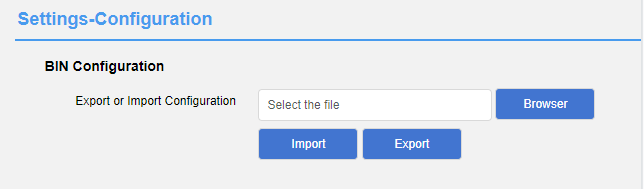 Settings-Configuration
BIN Configuration
Export or Import Configuration
Select the file
Browser
Import
Export